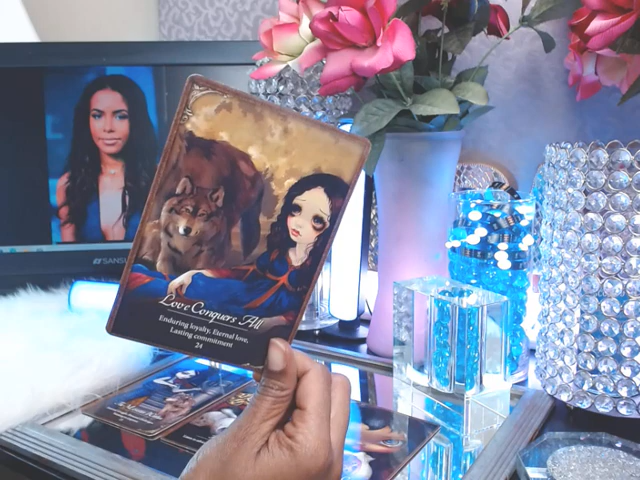 SANSUI
Love Conquers All
Enduring loyalty, Eternal love,
Lasting commitment
24